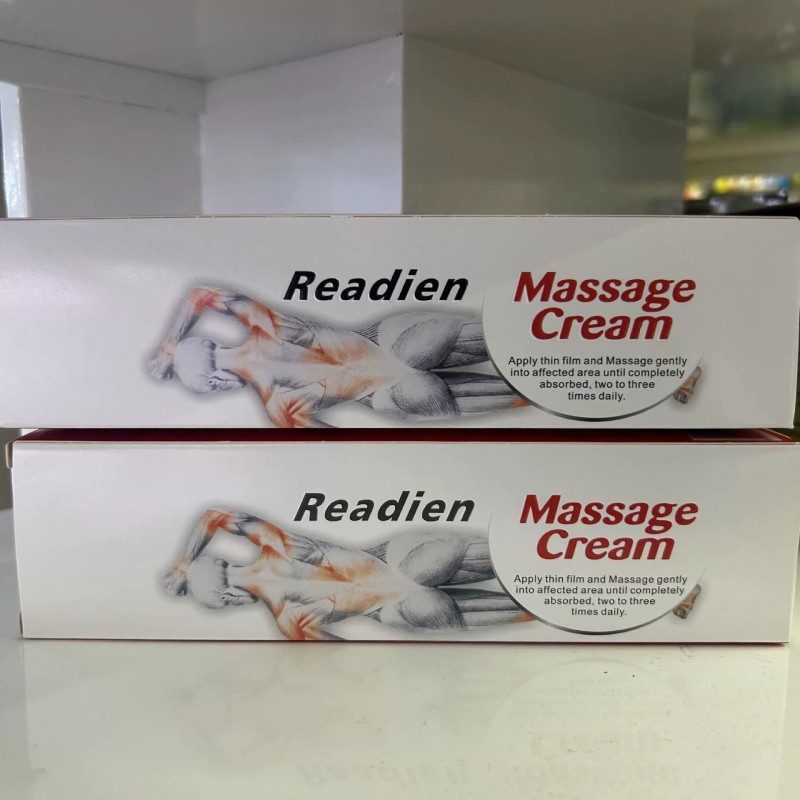 Readien
Massage
Cream
Apply thin film and Massage gently
into affected area until completely
absorbed, two to three
times daily.
Readien
Massage
Cream
Apply thin film and Massage gently
into affected area until completely
absorbed, two to three
times daily.